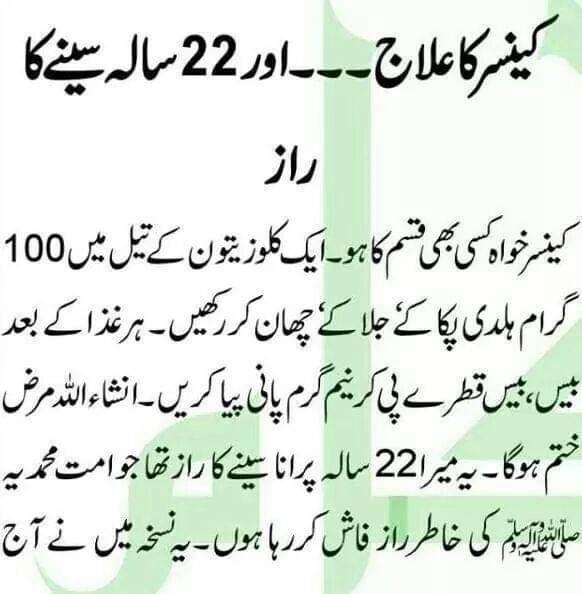 کینسر کا علاج ۔۔۔۔ اور 22 سالہ سینے کا
راز
کینسر خواہ کسی بھی قسم کا ہو۔ ایک کلو زیتون کے تیل میں 100
گرام ہلدی پکا کے جلا کے چھان کر رکھیں۔ ہر غذا کے بعد
بیس، بیس قطرے پی کر نیم گرم پانی پیا کریں۔ انشاء اللہ مرض
ختم ہوگا۔ یہ میرا 22 سالہ پرانا سینے کا راز تھا جو امت محمدیہ
صلی اللہ علیہ وآلہ وسلم کی خاطر راز فاش کر رہا ہوں۔ یہ نسخہ میں نے آج